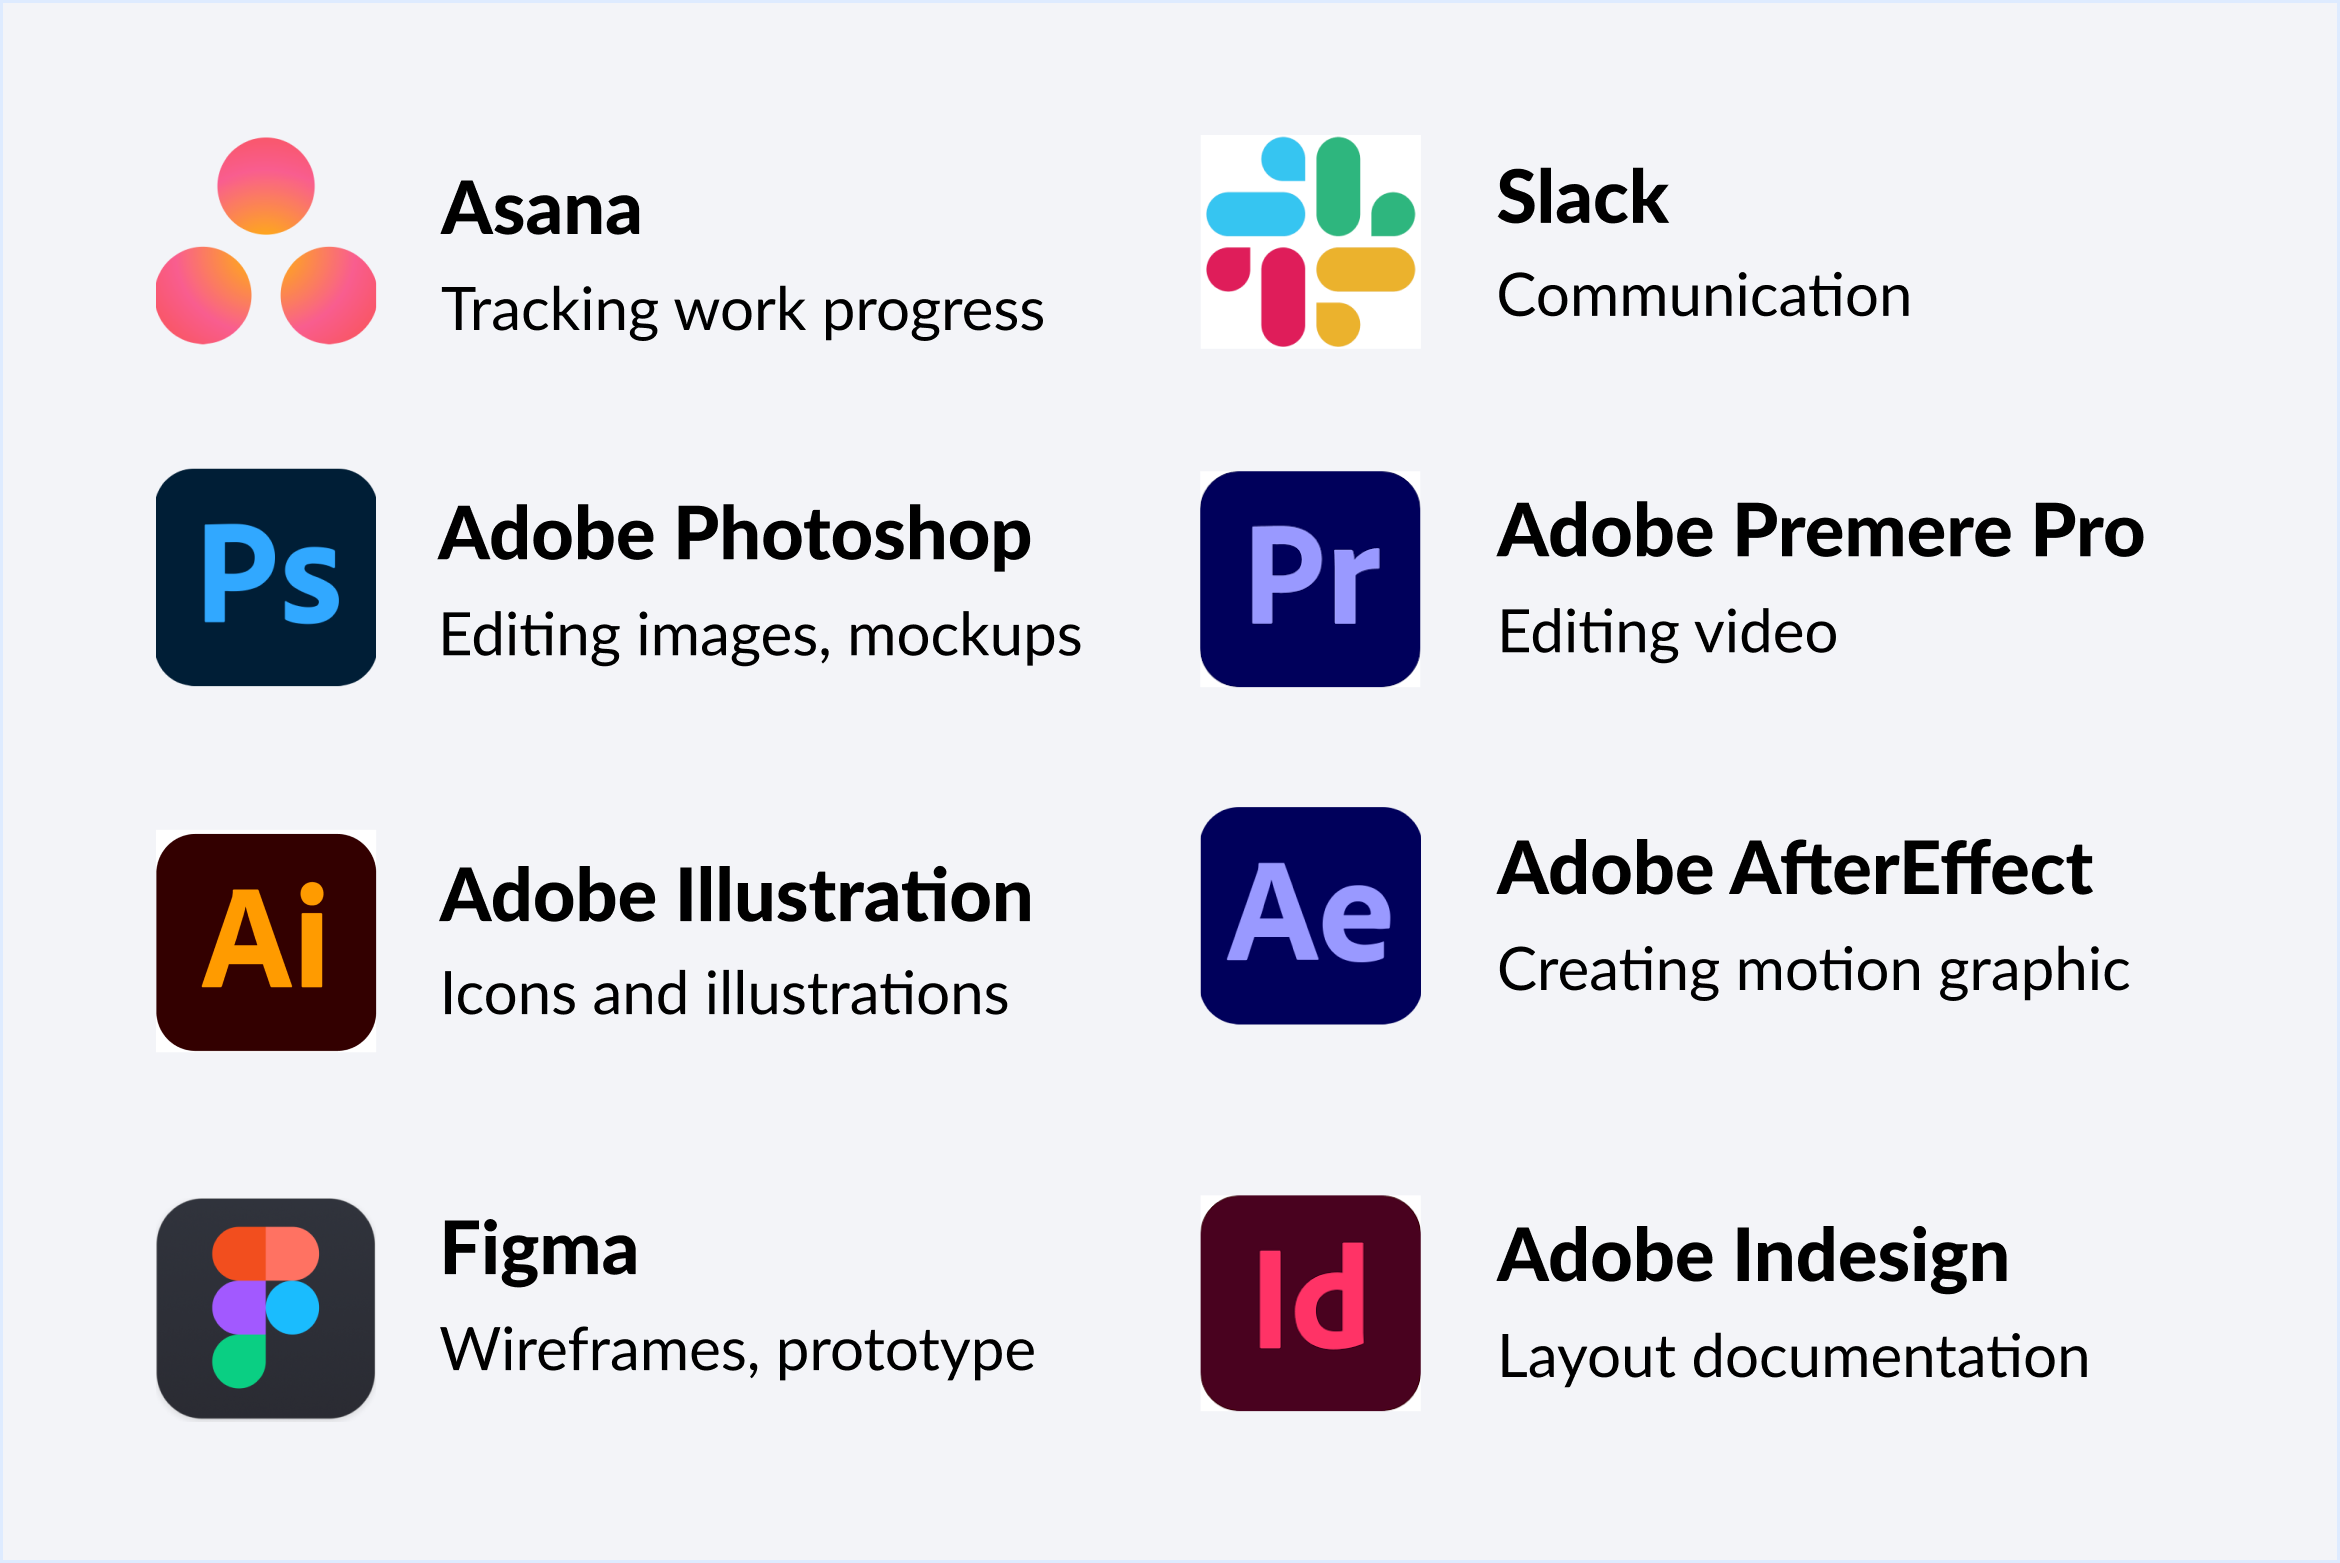 Asana
Tracking work progress
Slack
Communication
Ps
Adobe Photoshop
Editing images, mockups
Pr
Adobe Premere Pro
Editing video
Ai
Adobe Illustration
Icons and illustrations
Ae
Adobe AfterEffect
Creating motion graphic
Figma
Wireframes, prototype
Id
Adobe Indesign
Layout documentation